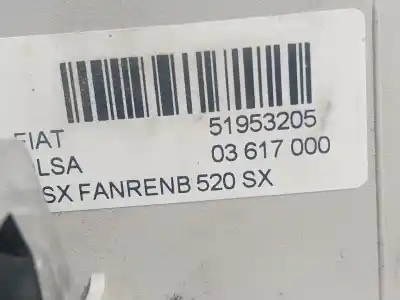 FIAT 51953205
LSA 03 617 000
SX FANRENB 520 SX